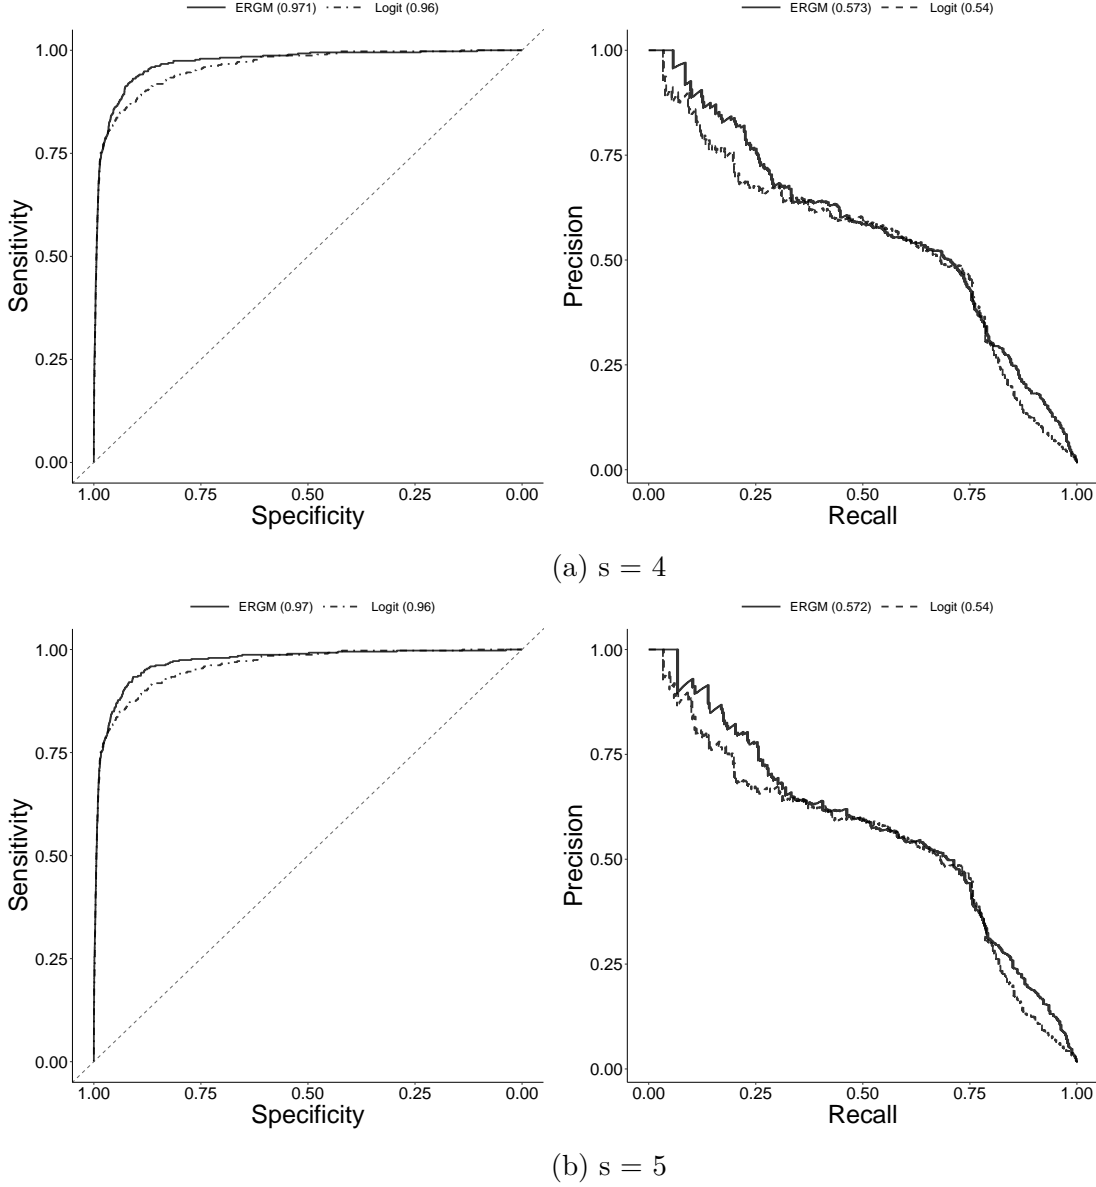 ERGM (0.971) Logit (0.96)
1.00
0.75
0.50
0.25
0.00
Sensitivity
1.00 0.75 0.50 0.25 0.00
Specificity
ERGM (0.573) Logit (0.54)
1.00
0.75
0.50
0.25
0.00
Precision
0.00 0.25 0.50 0.75 1.00
Recall
(a) s = 4
ERGM (0.97) Logit (0.96)
1.00
0.75
0.50
0.25
0.00
Sensitivity
1.00 0.75 0.50 0.25 0.00
Specificity
ERGM (0.572) Logit (0.54)
1.00
0.75
0.50
0.25
0.00
Precision
0.00 0.25 0.50 0.75 1.00
Recall
(b) s = 5